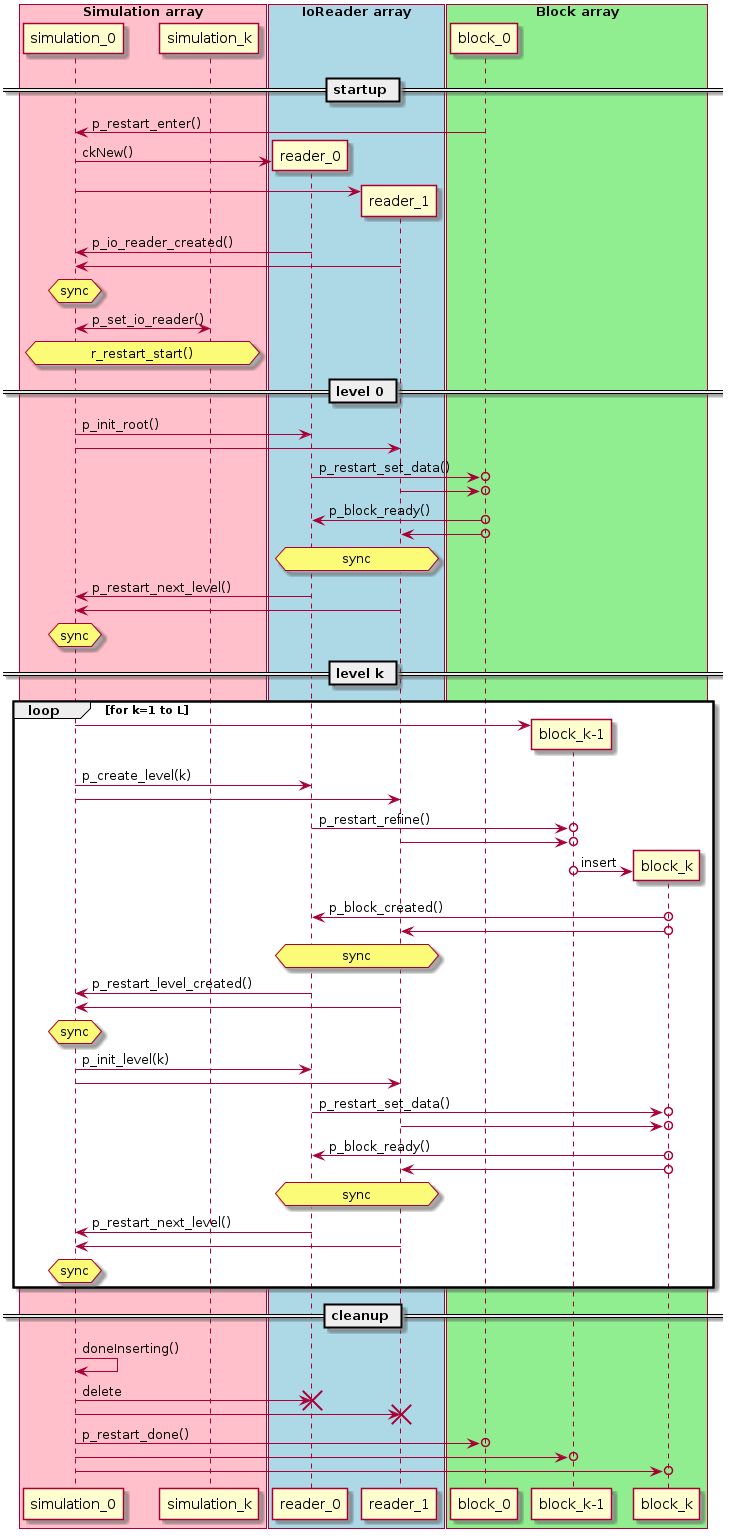 Simulation array
IoReader array
Block array
simulation_0
simulation_k
block_0
startup
p_restart_enter()
ckNew()
reader_0
reader_1
p_io_reader_created()
sync
p_set_io_reader()
r_restart_start()
level 0
p_init_root()
p_restart_set_data()
p_block_ready()
sync
p_restart_next_level()
sync
level k
loop [for k=1 to L]
block_k-1
p_create_level(k)
p_restart_refine()
insert
block_k
p_block_created()
sync
p_restart_level_created()
sync
p_init_level(k)
p_restart_set_data()
p_block_ready()
sync
p_restart_next_level()
sync
cleanup
doneInserting()
delete
p_restart_done()
simulation_0
simulation_k
reader_0
reader_1
block_0
block_k-1
block_k